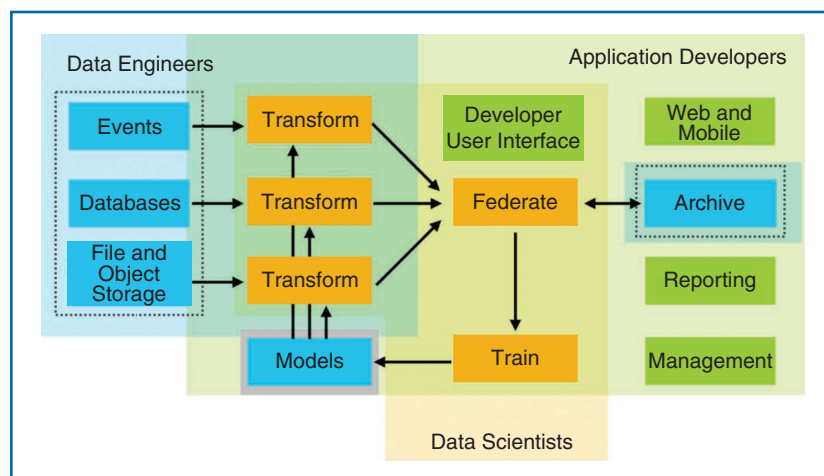 Data Engineers
Application Developers
Events
Transform
Developer
User Interface
Web and
Mobile
Databases
Transform
Federate
Archive
File and
Object
Storage
Transform
Reporting
Models
Train
Management
Data Scientists